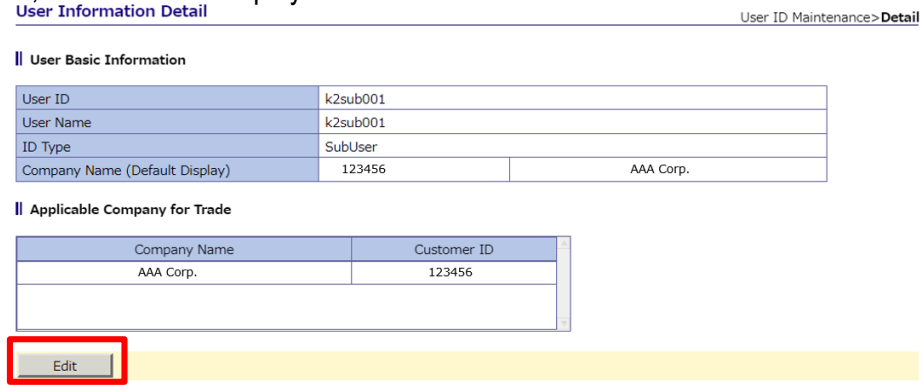 User Information Detail
User ID Maintenance>Detail
User Basic Information
User ID k2sub001
User Name k2sub001
ID Type SubUser
Company Name (Default Display) 123456 AAA Corp.
Applicable Company for Trade
Company Name Customer ID
AAA Corp. 123456
Edit